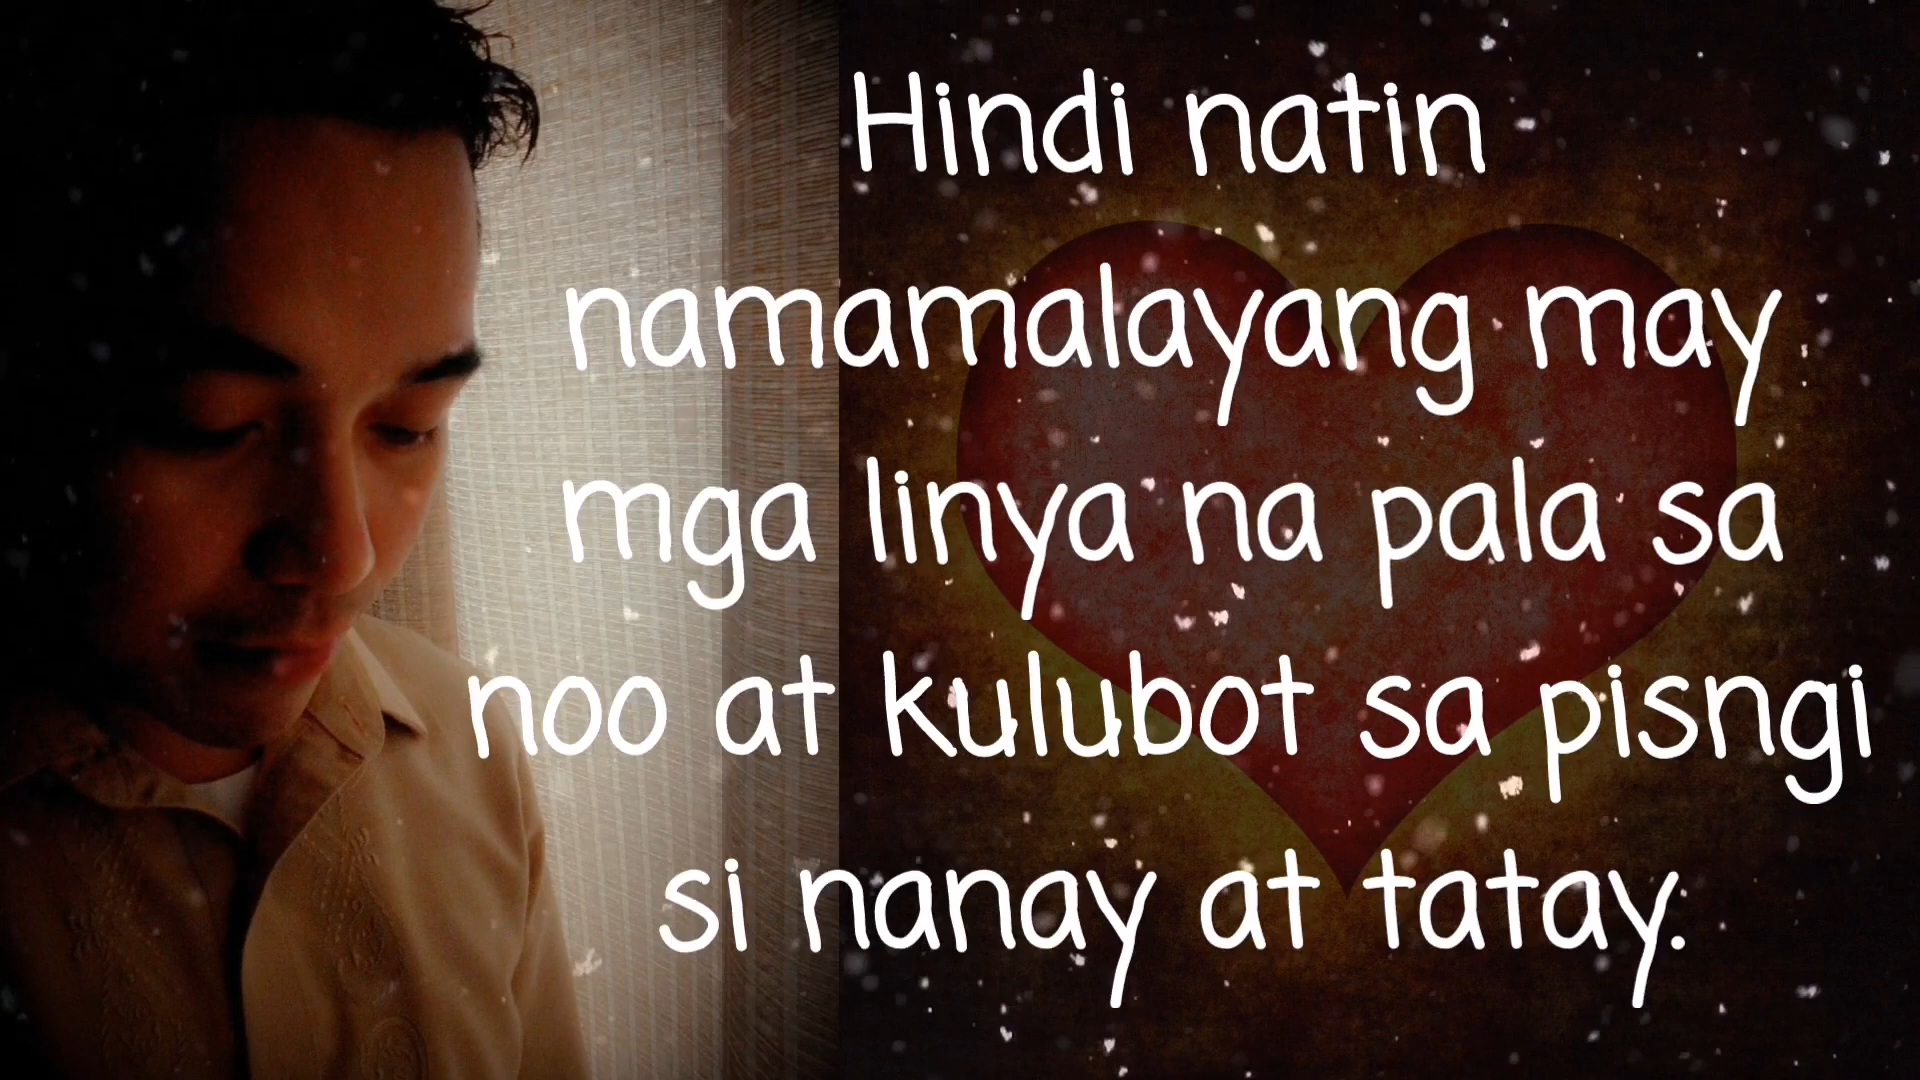 Hindi natin
namamalayang may
mga linya na pala sa
noo at kulubot sa pisngi
si nanay at tatay.